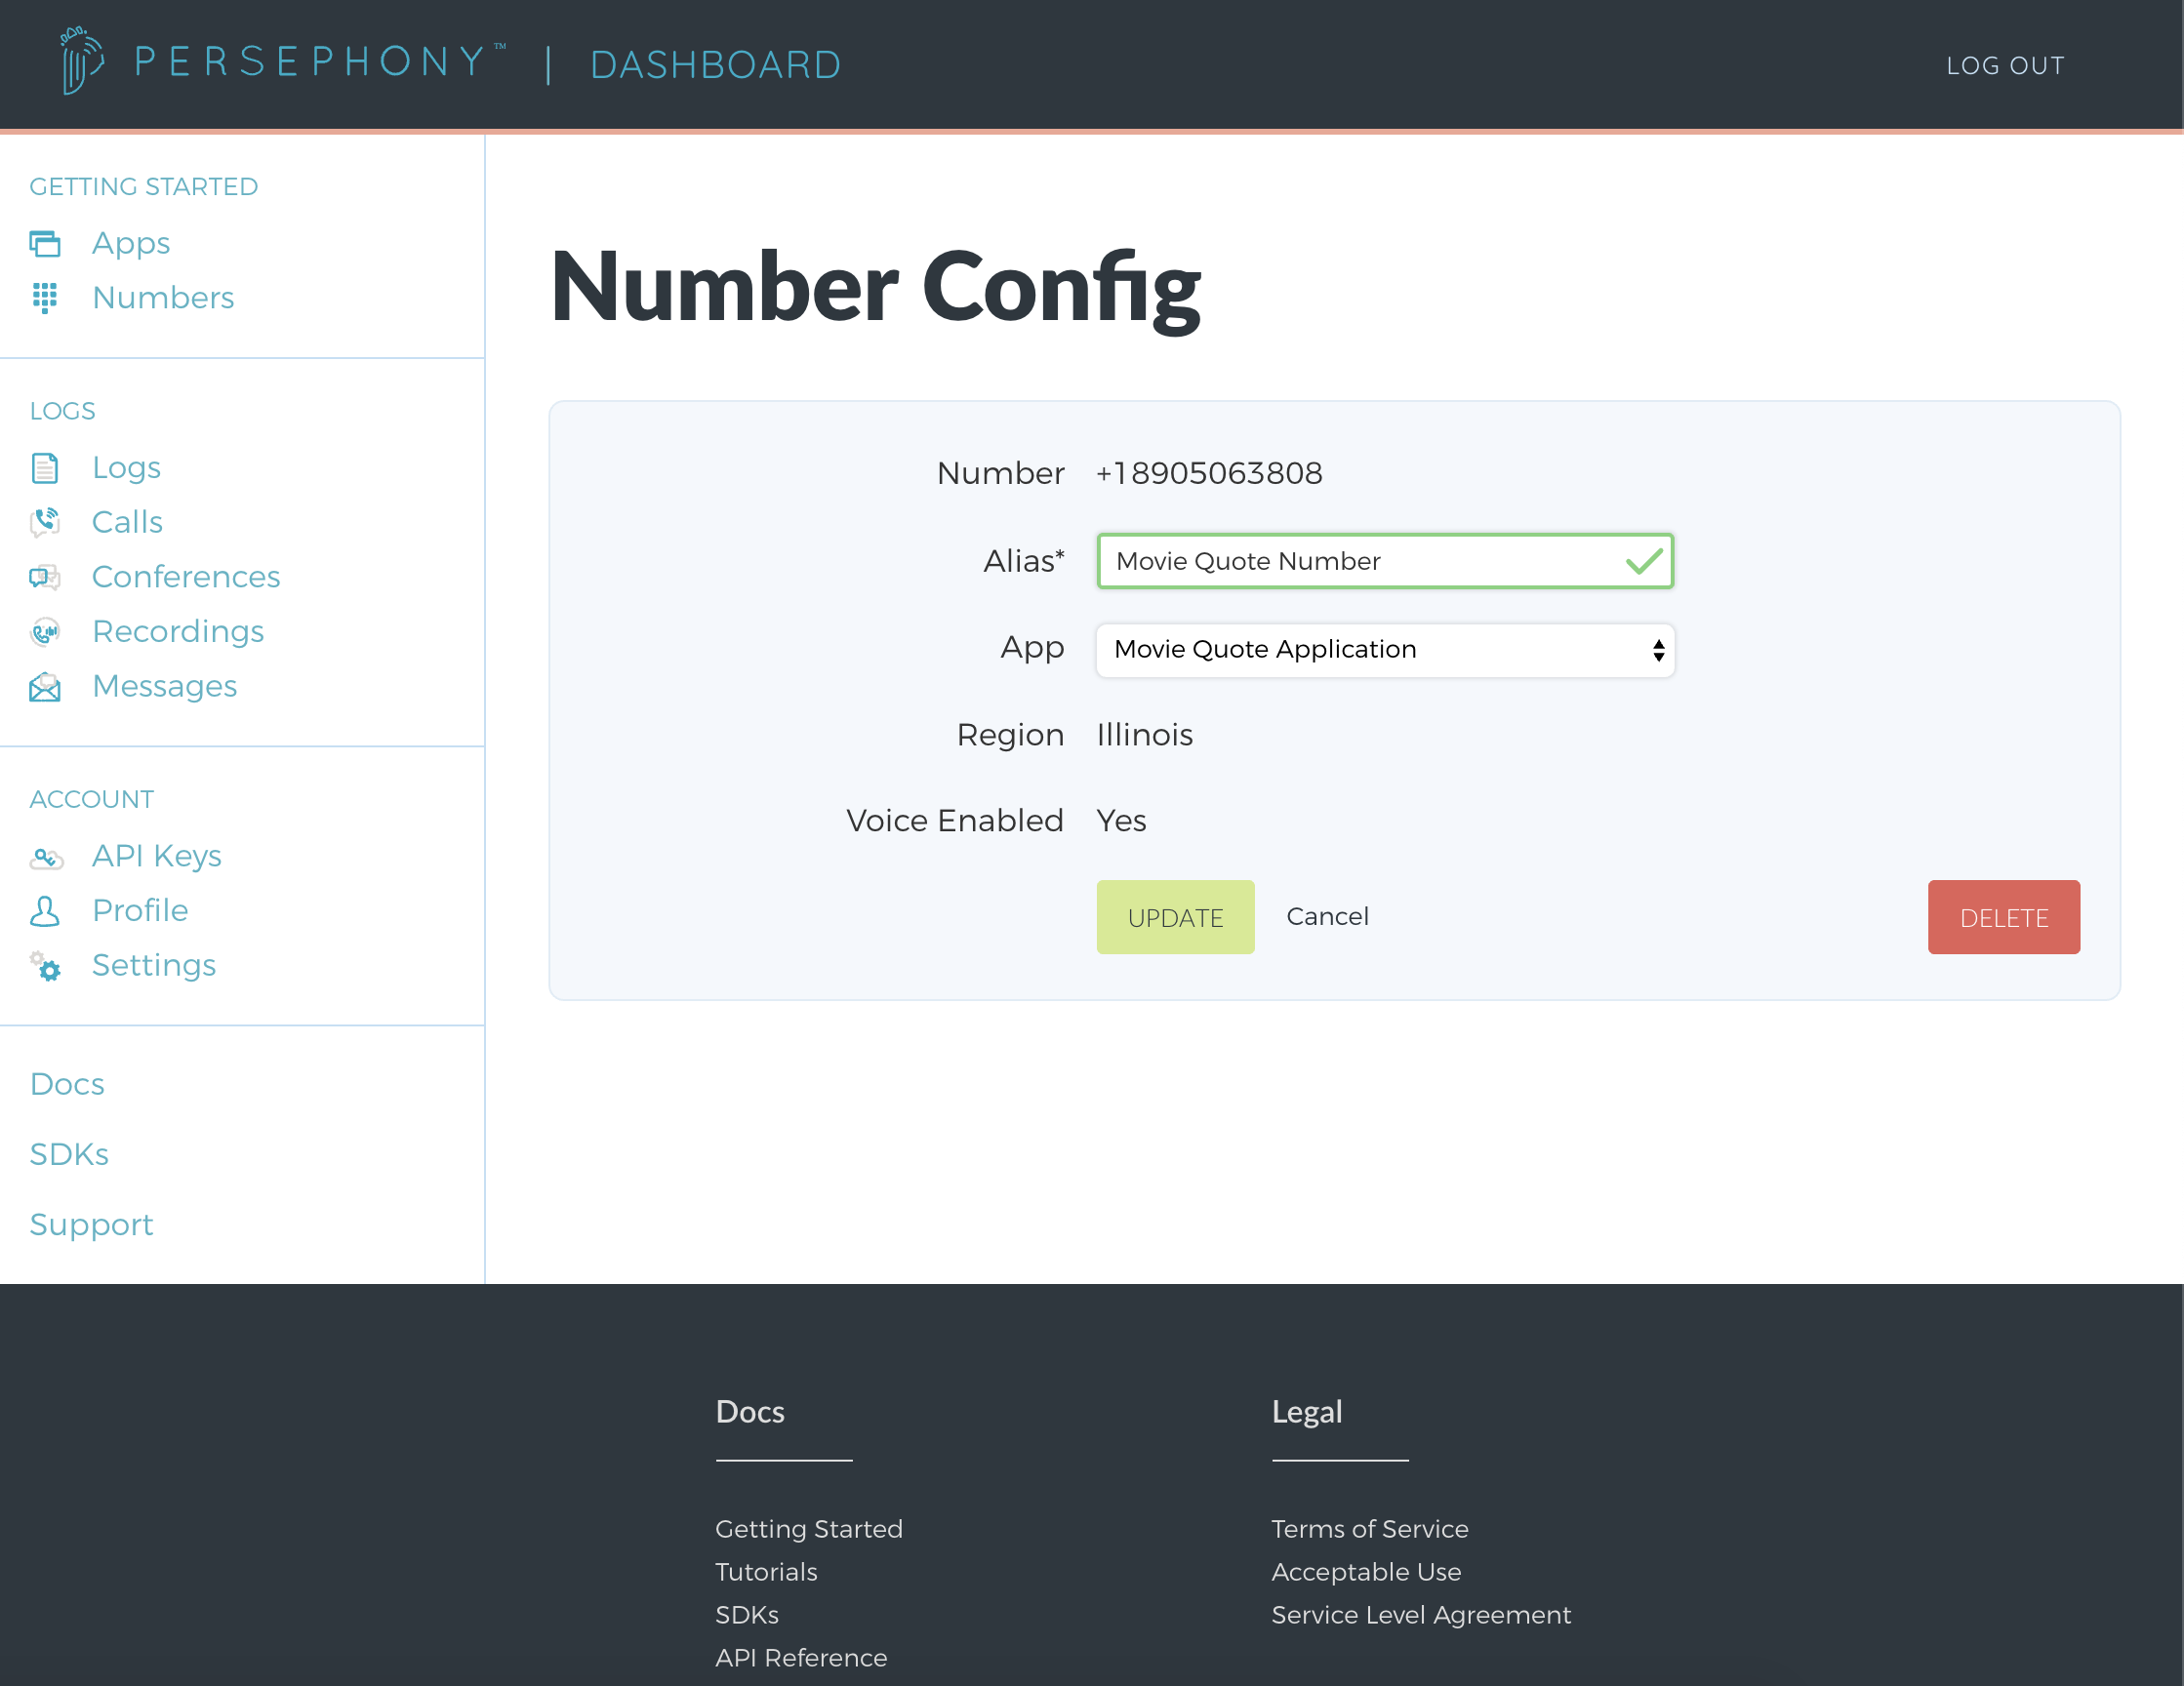 PERSEPHONY™ | DASHBOARD
LOG OUT
GETTING STARTED
Apps
Numbers
LOGS
Logs
Calls
Conferences
Recordings
Messages
ACCOUNT
API Keys
Profile
Settings
Docs
SDKs
Support
Number Config
Number +18905063808
Alias* Movie Quote Number
App Movie Quote Application
Region Illinois
Voice Enabled Yes
UPDATE Cancel DELETE
Docs
Getting Started
Tutorials
SDKs
API Reference
Legal
Terms of Service
Acceptable Use
Service Level Agreement